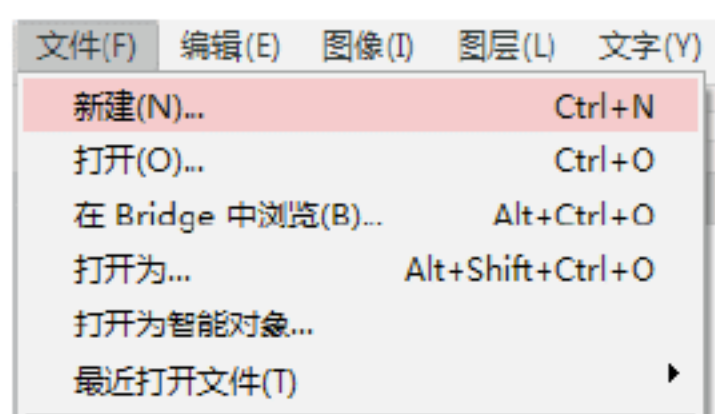 文件(F) 编辑(E) 图像(I) 图层(L) 文字(Y)
新建(N)... Ctrl+N
打开(O)... Ctrl+O
在 Bridge 中浏览(B)... Alt+Ctrl+O
打开为... Alt+Shift+Ctrl+O
打开为智能对象...
最近打开文件(T)